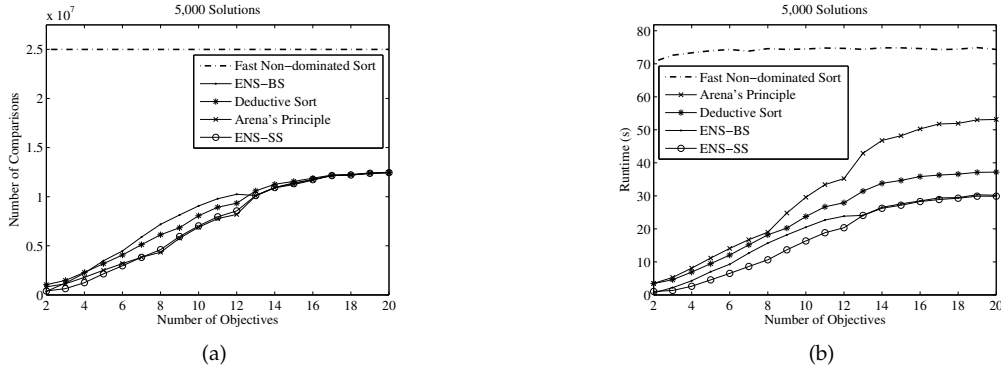 x 10⁷
5,000 Solutions
2.5
2
1.5
1
0.5
0
Number of Comparisons
Fast Non−dominated Sort
ENS−BS
Deductive Sort
Arena's Principle
ENS−SS
2 4 6 8 10 12 14 16 18 20
Number of Objectives
(a)
5,000 Solutions
80
70
60
50
40
30
20
10
0
Runtime (s)
Fast Non−dominated Sort
Arena's Principle
Deductive Sort
ENS−BS
ENS−SS
2 4 6 8 10 12 14 16 18 20
Number of Objectives
(b)